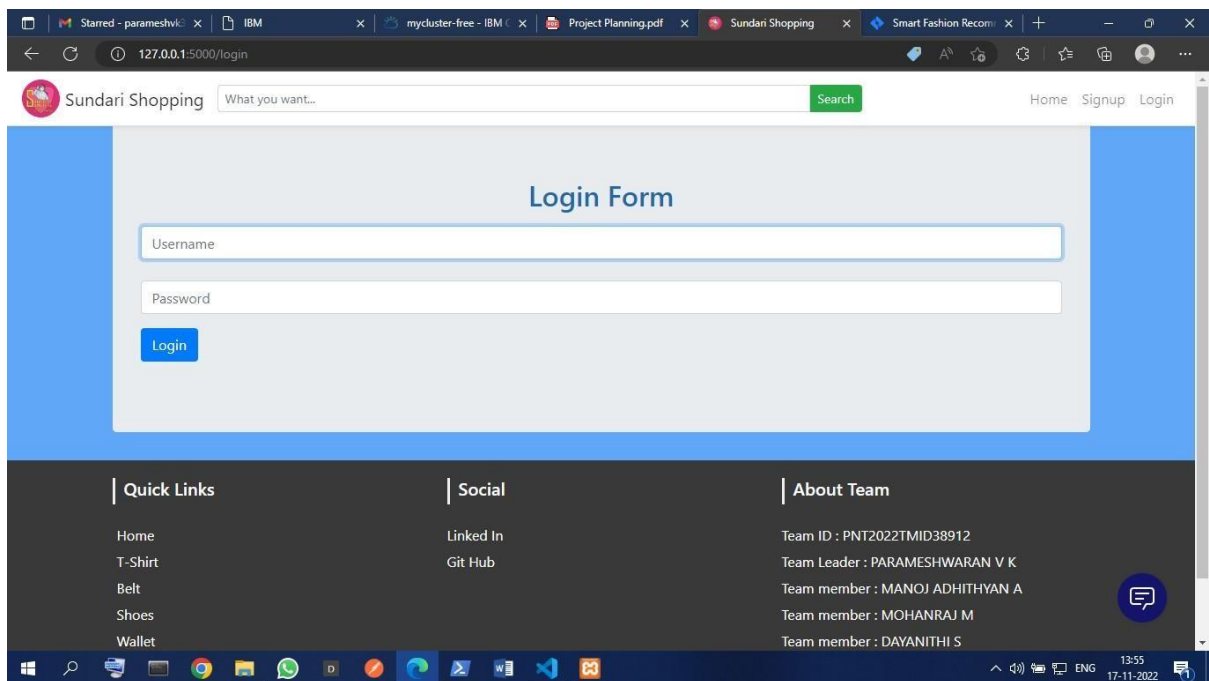 Starred - parameshvk3
IBM
mycluster-free - IBM C
Project Planning.pdf
Sundari Shopping
Smart Fashion Recom
127.0.0.1:5000/login
Sundari Shopping
What you want...
Search
Home Signup Login
Login Form
Username
Password
Login
Quick Links
Home
T-Shirt
Belt
Shoes
Wallet
Social
Linked In
Git Hub
About Team
Team ID : PNT2022TMID38912
Team Leader : PARAMESHWARAN V K
Team member : MANOJ ADHITHYAN A
Team member : MOHANRAJ M
Team member : DAYANITHI S
ENG
13:55
17-11-2022